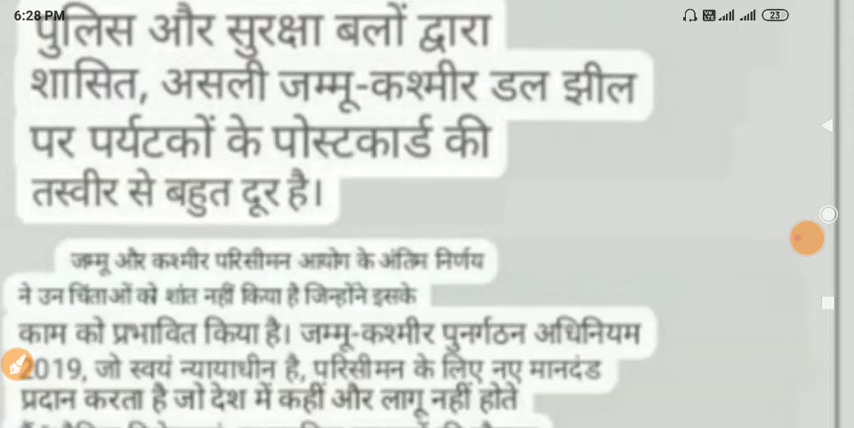 6:28 PM
23
पुलिस और सुरक्षा बलों द्वारा
शासित, असली जम्मू-कश्मीर डल झील
पर पर्यटकों के पोस्टकार्ड की
तस्वीर से बहुत दूर है।
जम्मू और कश्मीर परिसीमन आयोग के अंतिम निर्णय
ने उन चिंताओं को शांत नहीं किया है जिन्होंने इसके
काम को प्रभावित किया है। जम्मू-कश्मीर पुनर्गठन अधिनियम
2019, जो स्वयं न्यायाधीन है, परिसीमन के लिए नए मानदंड
प्रदान करता है जो देश में कहीं और लागू नहीं होते